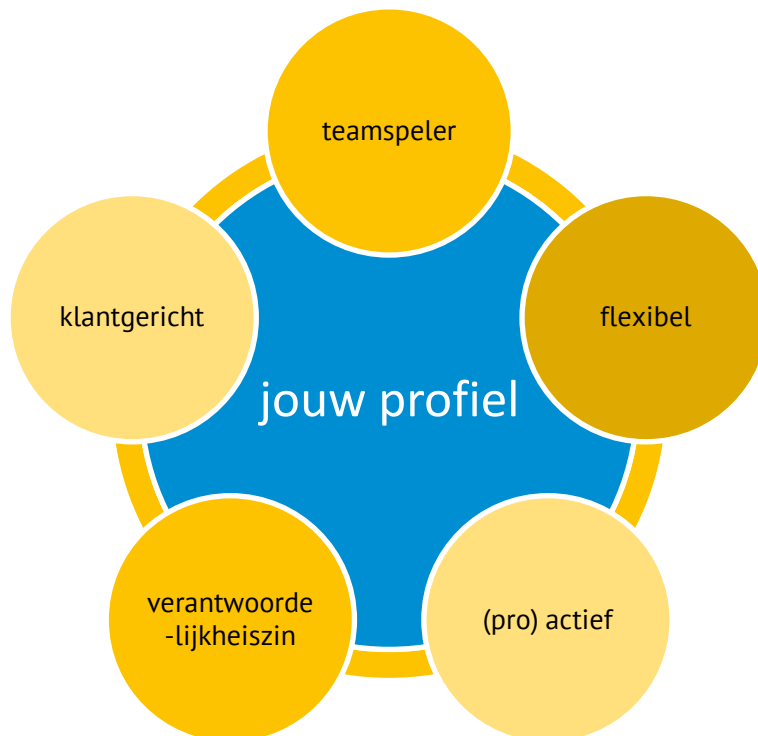 teamspeler
klantgericht
flexibel
jouw profiel
verantwoorde
-lijkheiszin
(pro) actief